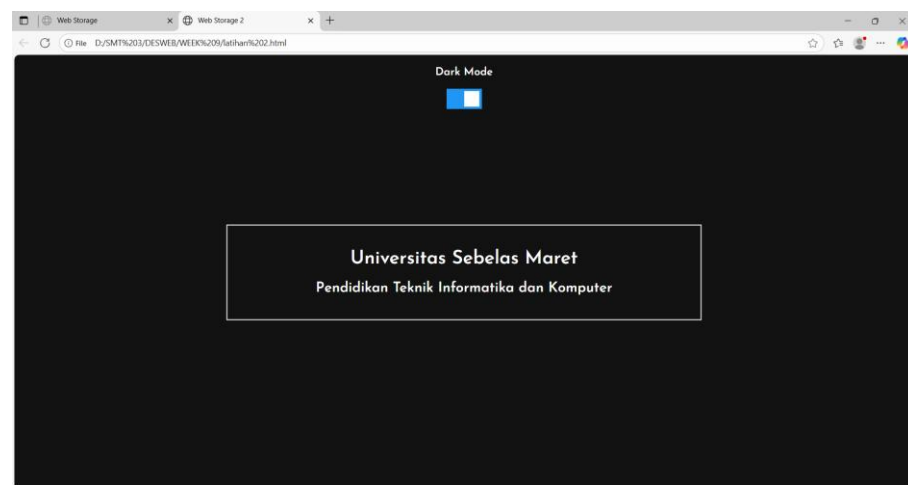 Web Storage
Web Storage 2
File D:/SMT%203/DESWEB/WEEK%209/latihan%202.html
Dark Mode
Universitas Sebelas Maret
Pendidikan Teknik Informatika dan Komputer